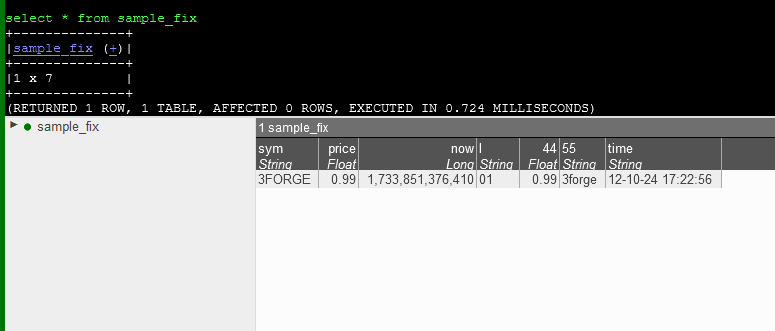 select * from sample_fix
+--------------+
|sample_fix (+)|
+--------------+
|1 x 7         |
+--------------+
(RETURNED 1 ROW, 1 TABLE, AFFECTED 0 ROWS, EXECUTED IN 0.724 MILLISECONDS)
sample_fix
1 sample_fix
sym price now I 44 55 time
String Float Long String Float String String
3FORGE 0.99 1,733,851,376,410 01 0.99 3forge 12-10-24 17:22:56